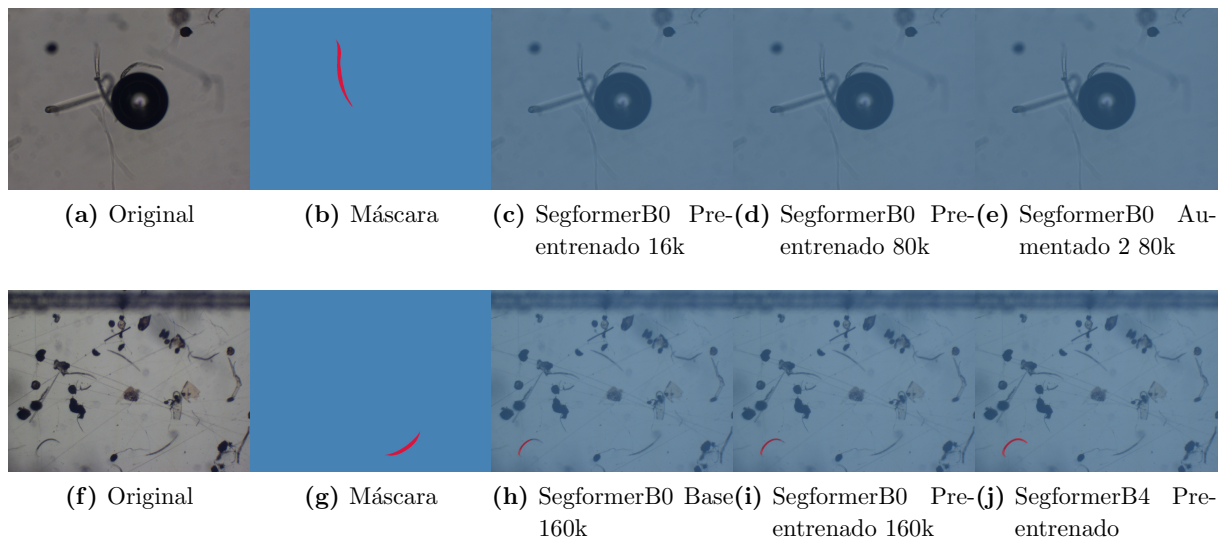 (a) Original
(b) Máscara
(c) SegformerB0 Pre-
entrenado 16k
(d) SegformerB0 Pre-
entrenado 80k
(e) SegformerB0 Au-
mentado 2 80k
(f) Original
(g) Máscara
(h) SegformerB0 Base
160k
(i) SegformerB0 Pre-
entrenado 160k
(j) SegformerB4 Pre-
entrenado